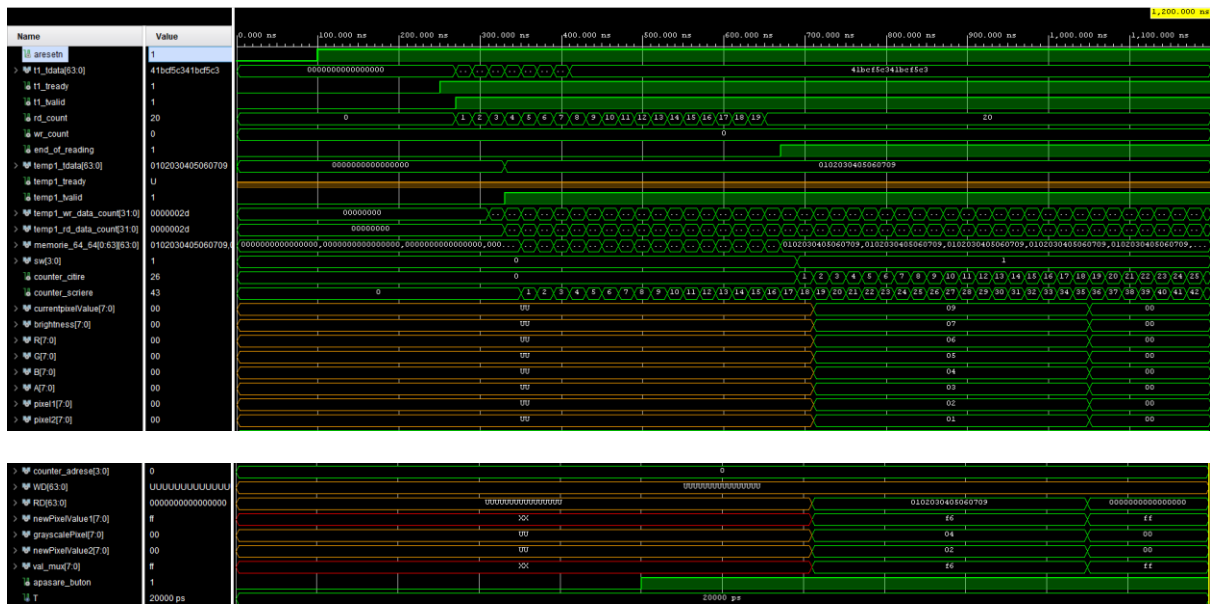 1,200.000 ns
Name Value 0.000 ns 100.000 ns 200.000 ns 300.000 ns 400.000 ns 500.000 ns 600.000 ns 700.000 ns 800.000 ns 900.000 ns 1,000.000 ns 1,100.000 ns
aresetn 1
t1_tdata[63:0] 41bcf5c341bcf5c3 0000000000000000 41bcf5c341bcf5c3
t1_tready 1
t1_tvalid 1
rd_count 20 0 1 2 3 4 5 6 7 8 9 10 11 12 13 14 15 16 17 18 19 20
wr_count 0 0
end_of_reading 1
temp1_tdata[63:0] 0102030405060709 0000000000000000 0102030405060709
temp1_tready U
temp1_tvalid 1
temp1_wr_data_count[31:0] 0000002d 00000000
temp1_rd_data_count[31:0] 0000002d 00000000
memorie_64_64[0:63][63:0] 0102030405060709,0 0000000000000000,0000000000000000,0000000000000000,000... 0102030405060709,0102030405060709,0102030405060709,0102030405060709,0102030405060709,...
sw[3:0] 1 0 1
counter_citire 26 0 1 2 3 4 5 6 7 8 9 10 11 12 13 14 15 16 17 18 19 20 21 22 23 24 25
counter_scriere 43 0 1 2 3 4 5 6 7 8 9 10 11 12 13 14 15 16 17 18 19 20 21 22 23 24 25 26 27 28 29 30 31 32 33 34 35 36 37 38 39 40 41 42
currentpixelValue[7:0] 00 UU 09 00
brightness[7:0] 00 UU 07 00
R[7:0] 00 UU 06 00
G[7:0] 00 UU 05 00
B[7:0] 00 UU 04 00
A[7:0] 00 UU 03 00
pixel1[7:0] 00 UU 02 00
pixel2[7:0] 00 UU 01 00
counter_adrese[3:0] 0 0
WD[63:0] UUUUUUUUUUUUU UUUUUUUUUUUUUUUU
RD[63:0] 0000000000000000 UUUUUUUUUUUUUUUU 0102030405060709 0000000000000000
newPixelValue1[7:0] ff XX f6 ff
grayscalePixel[7:0] 00 UU 04 00
newPixelValue2[7:0] 00 UU 02 00
val_mux[7:0] ff XX f6 ff
apasare_buton 1
T 20000 ps 20000 ps